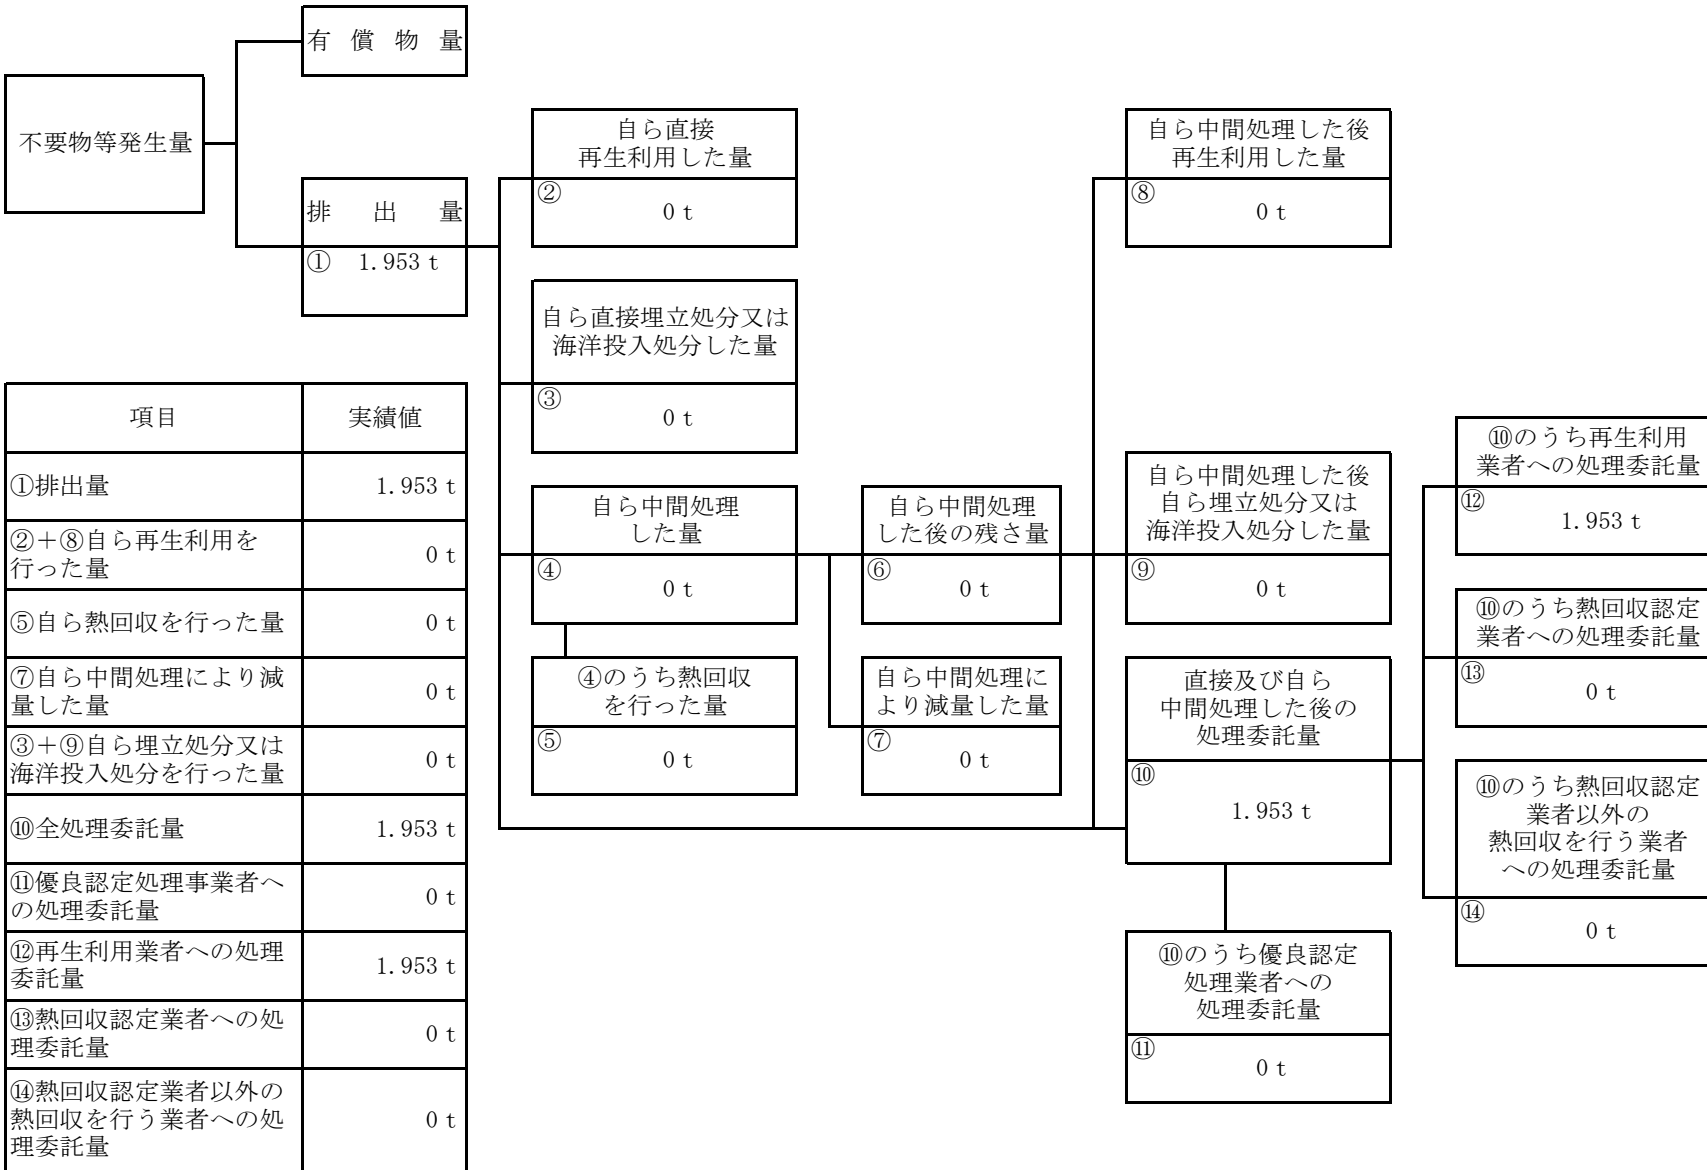 有償物量
不要物等発生量
排出量
① 1.953 t
自ら直接
再生利用した量
②
0 t
自ら直接埋立処分又は
海洋投入処分した量
③
0 t
自ら中間処理
した量
④
0 t
④のうち熱回収
を行った量
⑤
0 t
自ら中間処理
した後の残さ量
⑥
0 t
自ら中間処理に
より減量した量
⑦
0 t
自ら中間処理した後
再生利用した量
⑧
0 t
自ら中間処理した後
自ら埋立処分又は
海洋投入処分した量
⑨
0 t
直接及び自ら
中間処理した後の
処理委託量
⑩
1.953 t
⑩のうち優良認定
処理業者への
処理委託量
⑪
0 t
⑩のうち再生利用
業者への処理委託量
⑫
1.953 t
⑩のうち熱回収認定
業者への処理委託量
⑬
0 t
⑩のうち熱回収認定
業者以外の
熱回収を行う業者
への処理委託量
⑭
0 t
項目 実績値
①排出量 1.953 t
②+⑧自ら再生利用を
行った量 0 t
⑤自ら熱回収を行った量 0 t
⑦自ら中間処理により減
量した量 0 t
③+⑨自ら埋立処分又は
海洋投入処分を行った量 0 t
⑩全処理委託量 1.953 t
⑪優良認定処理事業者へ
の処理委託量 0 t
⑫再生利用業者への処理
委託量 1.953 t
⑬熱回収認定業者への処
理委託量 0 t
⑭熱回収認定業者以外の
熱回収を行う業者への処
理委託量 0 t